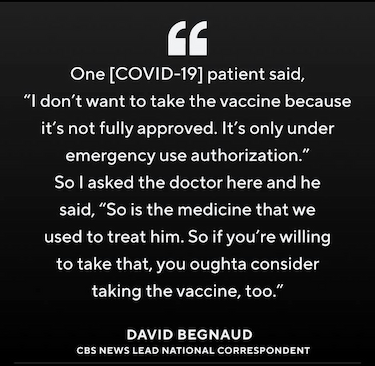 “
One [COVID-19] patient said,
“I don’t want to take the vaccine because
it’s not fully approved. It’s only under
emergency use authorization.”
So I asked the doctor here and he
said, “So is the medicine that we
used to treat him. So if you’re willing
to take that, you oughta consider
taking the vaccine, too.”
DAVID BEGNAUD
CBS NEWS LEAD NATIONAL CORRESPONDENT